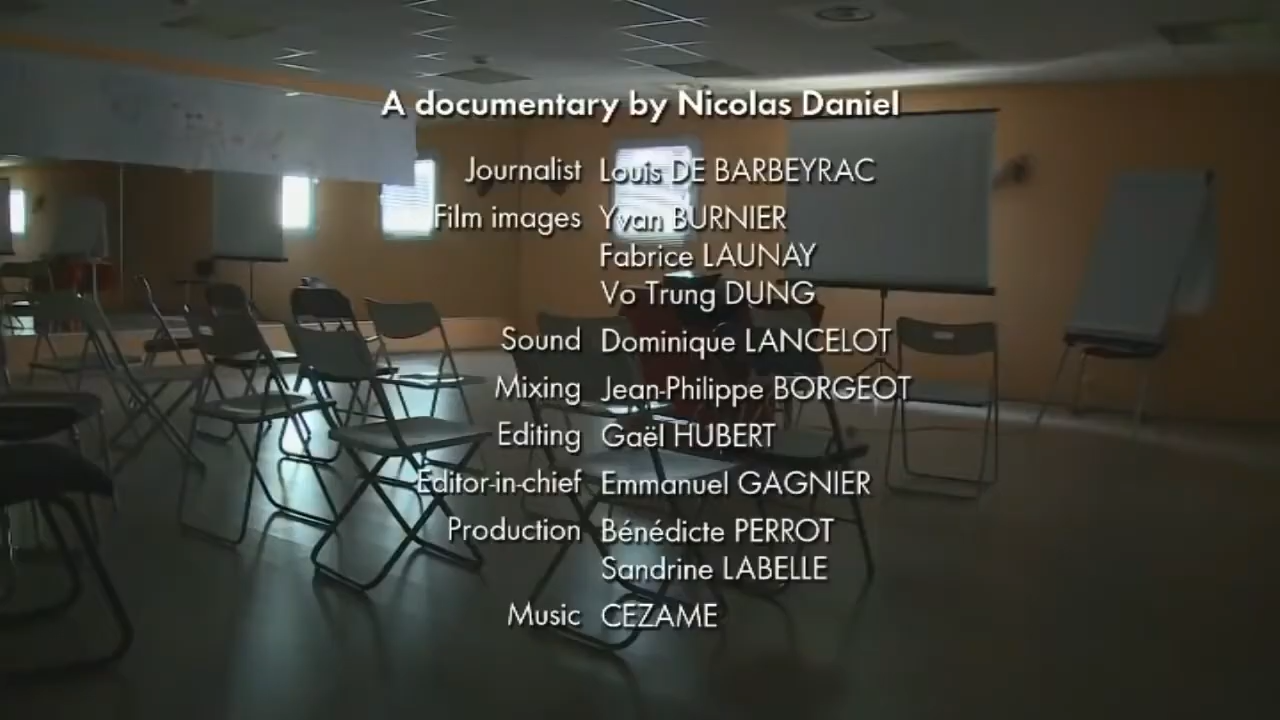 A documentary by Nicolas Daniel
Journalist Louis DE BARBEYRAC
Film images Yvan BURNIER
Fabrice LAUNAY
Vo Trung DUNG
Sound Dominique LANCELOT
Mixing Jean-Philippe BORGEOT
Editing Gaël HUBERT
Editor-in-chief Emmanuel GAGNIER
Production Bénédicte PERROT
Sandrine LABELLE
Music CEZAME